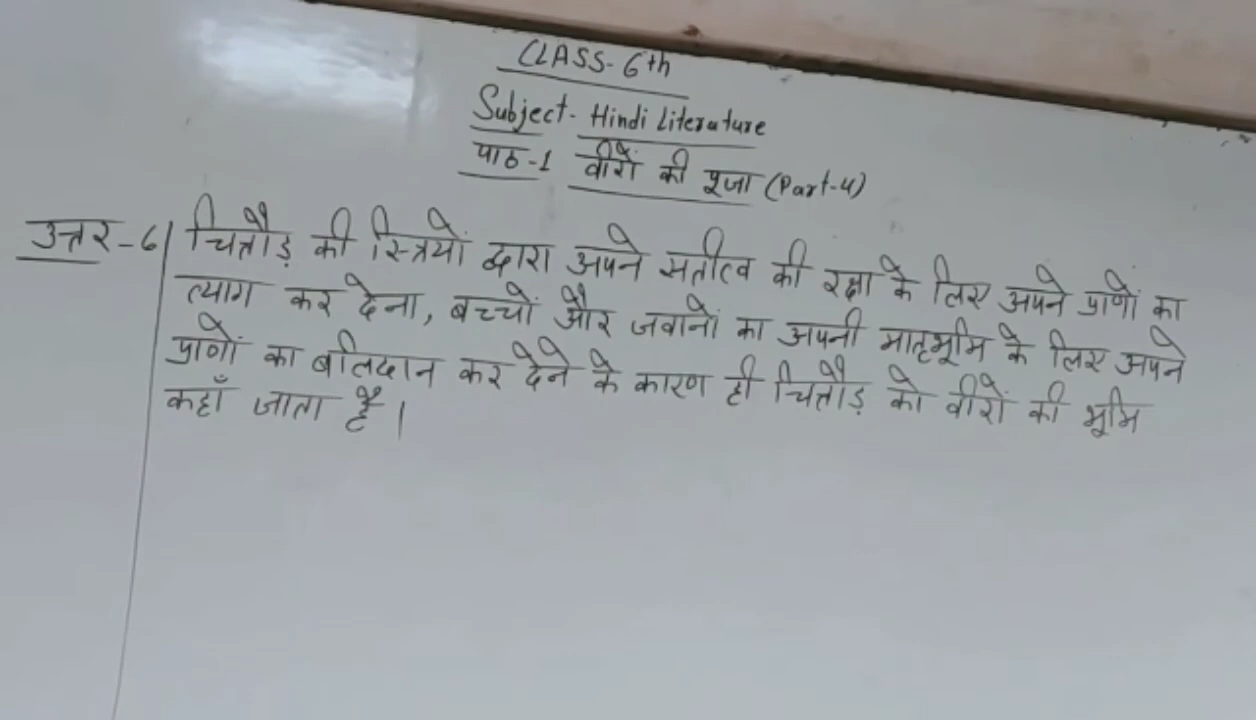 CLASS- 6th
Subject- Hindi Literature
पाठ-1 वीरों की पूजा (Part-4)
उत्तर-6 चित्तौड़ की स्त्रियों द्वारा अपने सतीत्व की रक्षा के लिए अपने प्राणों का
त्याग कर देना, बच्चों और जवानों का अपनी मातृभूमि के लिए अपने
प्राणों का बलिदान कर देने के कारण ही चित्तौड़ को वीरों की भूमि
कहाँ जाता है।